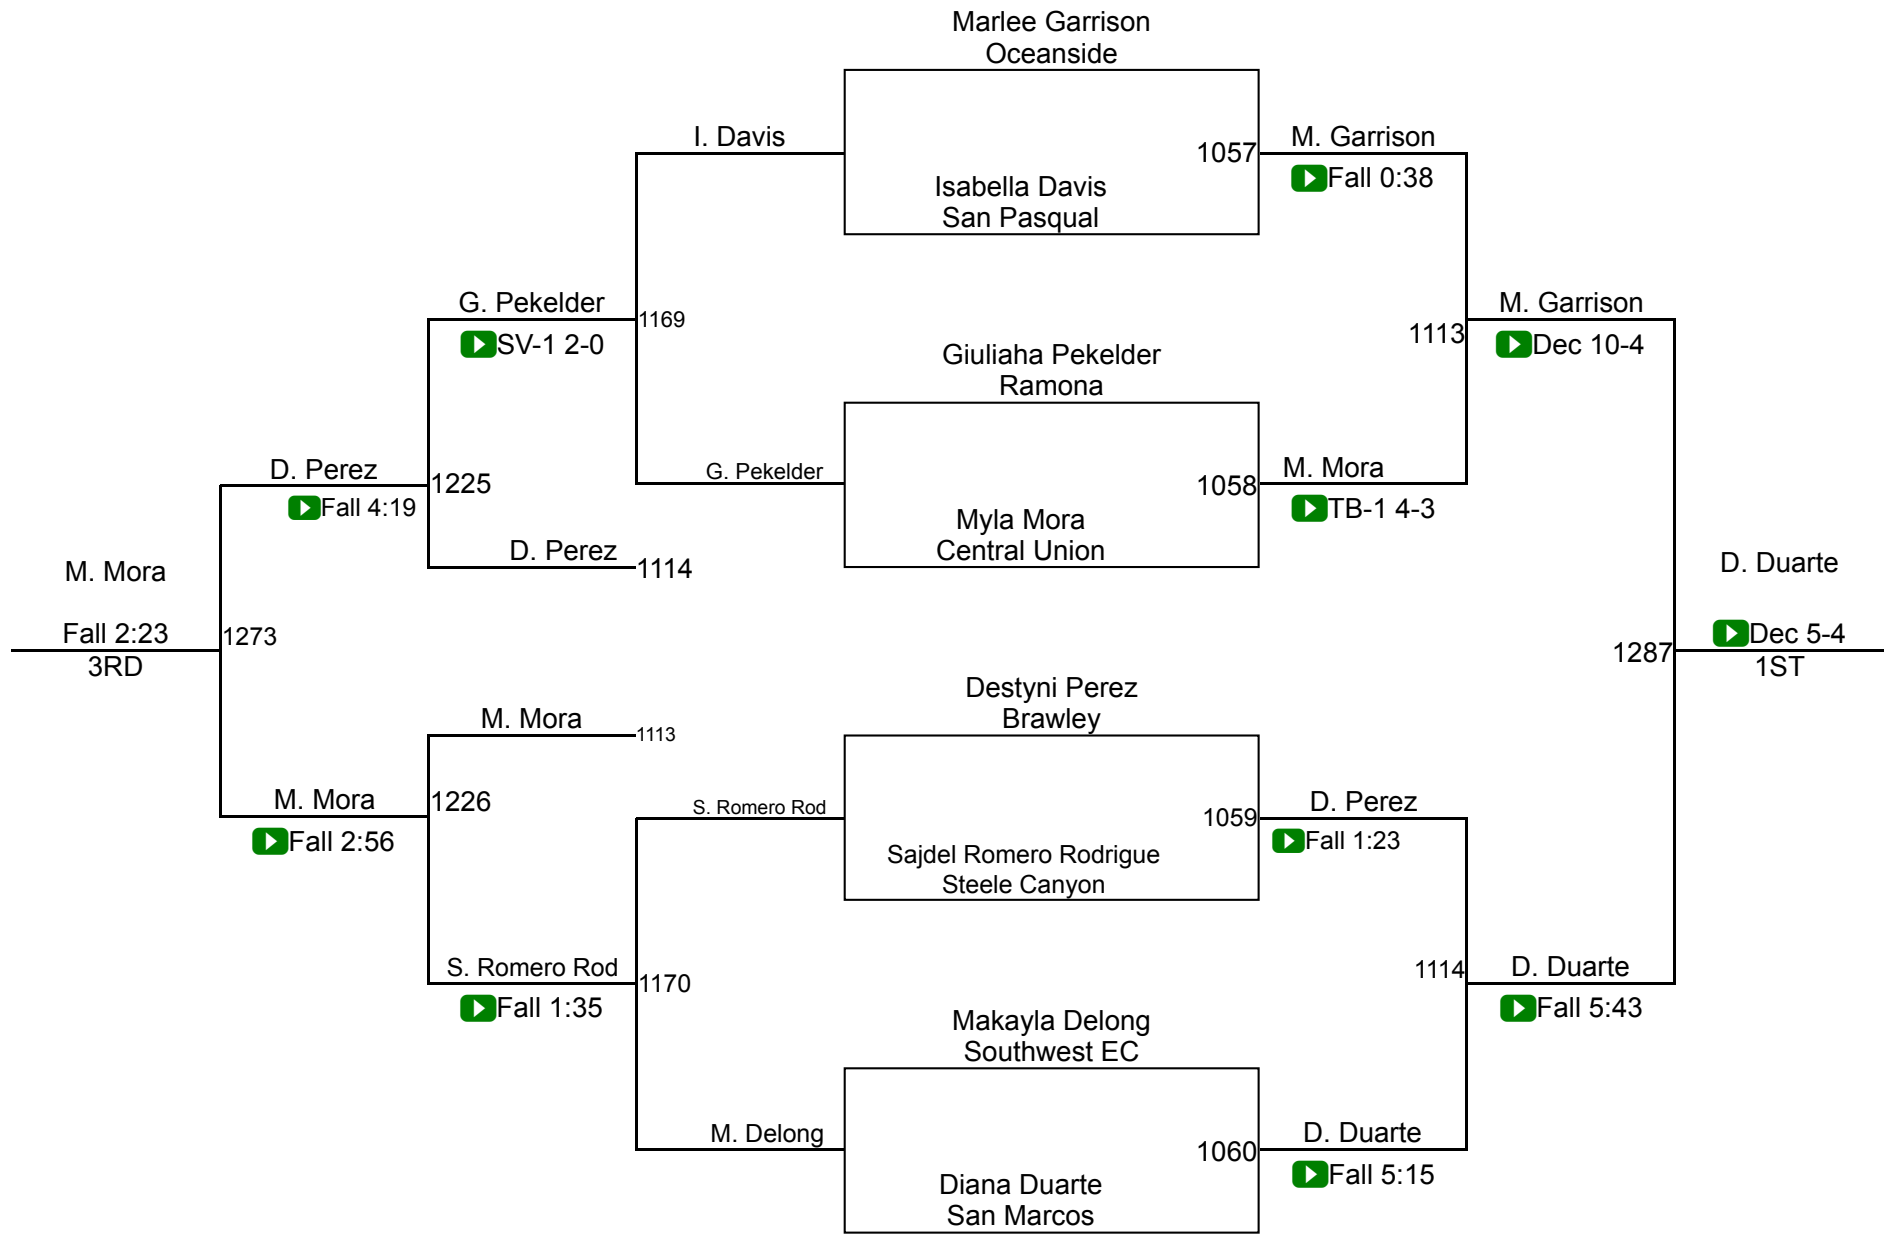 Marlee Garrison
Oceanside
I. Davis
1057
M. Garrison
Fall 0:38
Isabella Davis
San Pasqual
G. Pekelder
1169
SV-1 2-0
M. Garrison
1113
Dec 10-4
Giuliaha Pekelder
Ramona
D. Perez
1225
Fall 4:19
G. Pekelder
1058
M. Mora
TB-1 4-3
Myla Mora
Central Union
D. Perez
1114
M. Mora
Fall 2:23
3RD
1273
D. Duarte
1287
Dec 5-4
1ST
Destyni Perez
Brawley
M. Mora
1113
M. Mora
1226
Fall 2:56
S. Romero Rod
1059
D. Perez
Fall 1:23
Sajdel Romero Rodrigue
Steele Canyon
S. Romero Rod
1170
Fall 1:35
1114
D. Duarte
Fall 5:43
Makayla Delong
Southwest EC
M. Delong
1060
D. Duarte
Fall 5:15
Diana Duarte
San Marcos